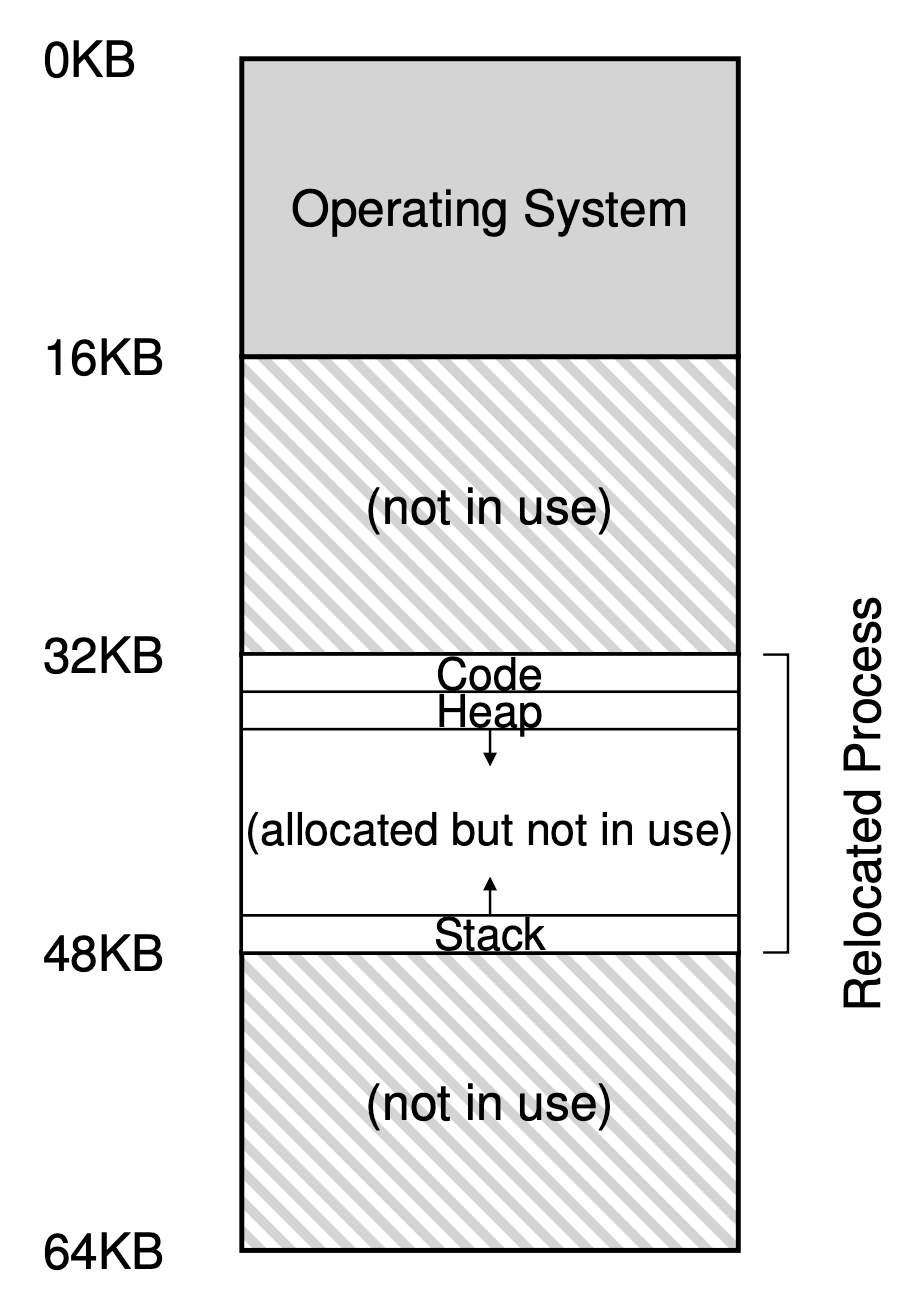 0KB
Operating System
16KB
(not in use)
32KB
Code
Heap
(allocated but not in use)
Stack
48KB
(not in use)
64KB
Relocated Process